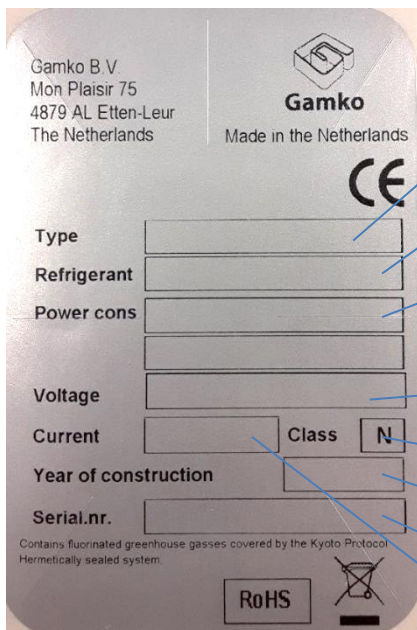 Gamko B.V.
Mon Plaisir 75
4879 AL Etten-Leur
The Netherlands
Gamko
Made in the Netherlands
CE
Type
Refrigerant
Power cons
Voltage
Current Class N
Year of construction
Serial.nr.
Contains fluorinated greenhouse gasses covered by the Kyoto Protocol
Hermetically sealed system.
RoHS